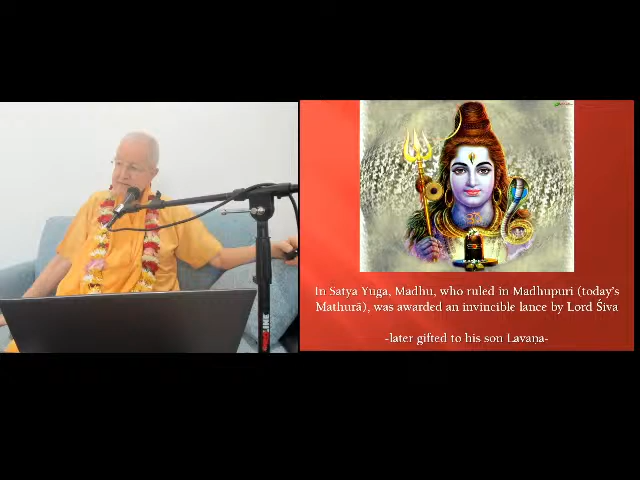 In Satya Yuga, Madhu, who ruled in Madhupuri (today's
Mathurā), was awarded an invincible lance by Lord Śiva
-later gifted to his son Lavaṇa-